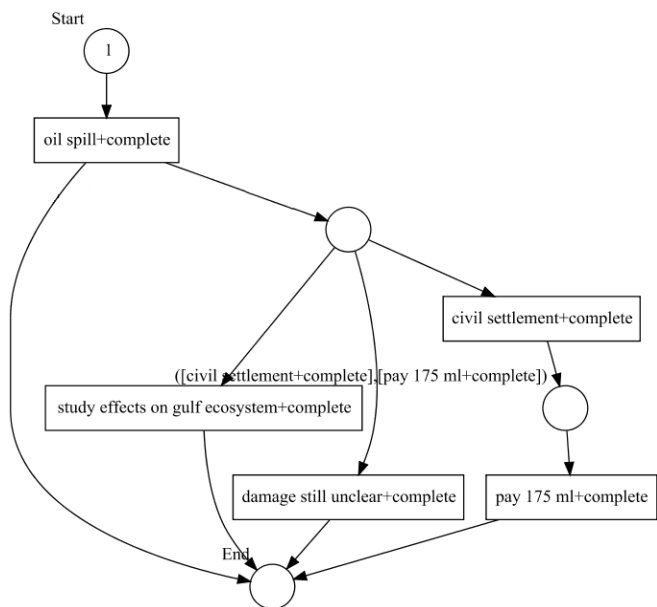 Start
1
oil spill+complete
civil settlement+complete
([civil settlement+complete],[pay 175 ml+complete])
study effects on gulf ecosystem+complete
damage still unclear+complete
pay 175 ml+complete
End